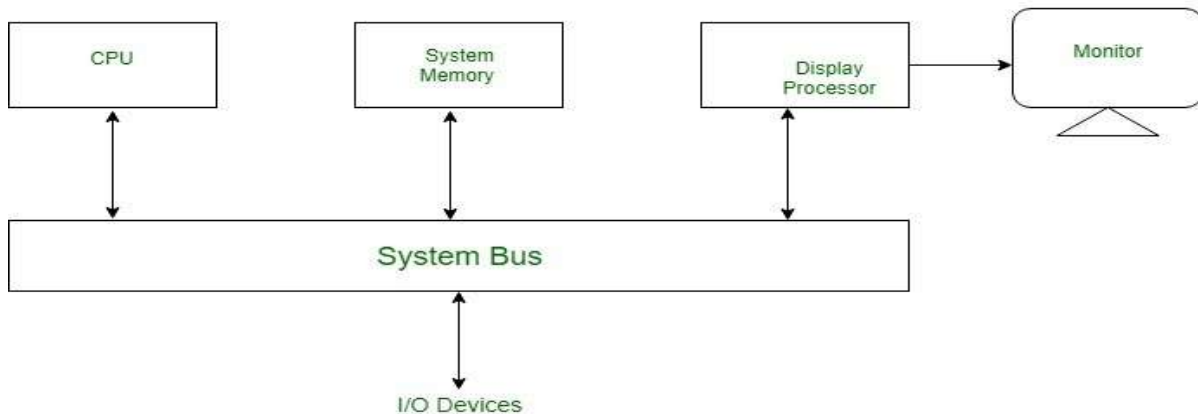 CPU
System
Memory
Display
Processor
Monitor
System Bus
I/O Devices